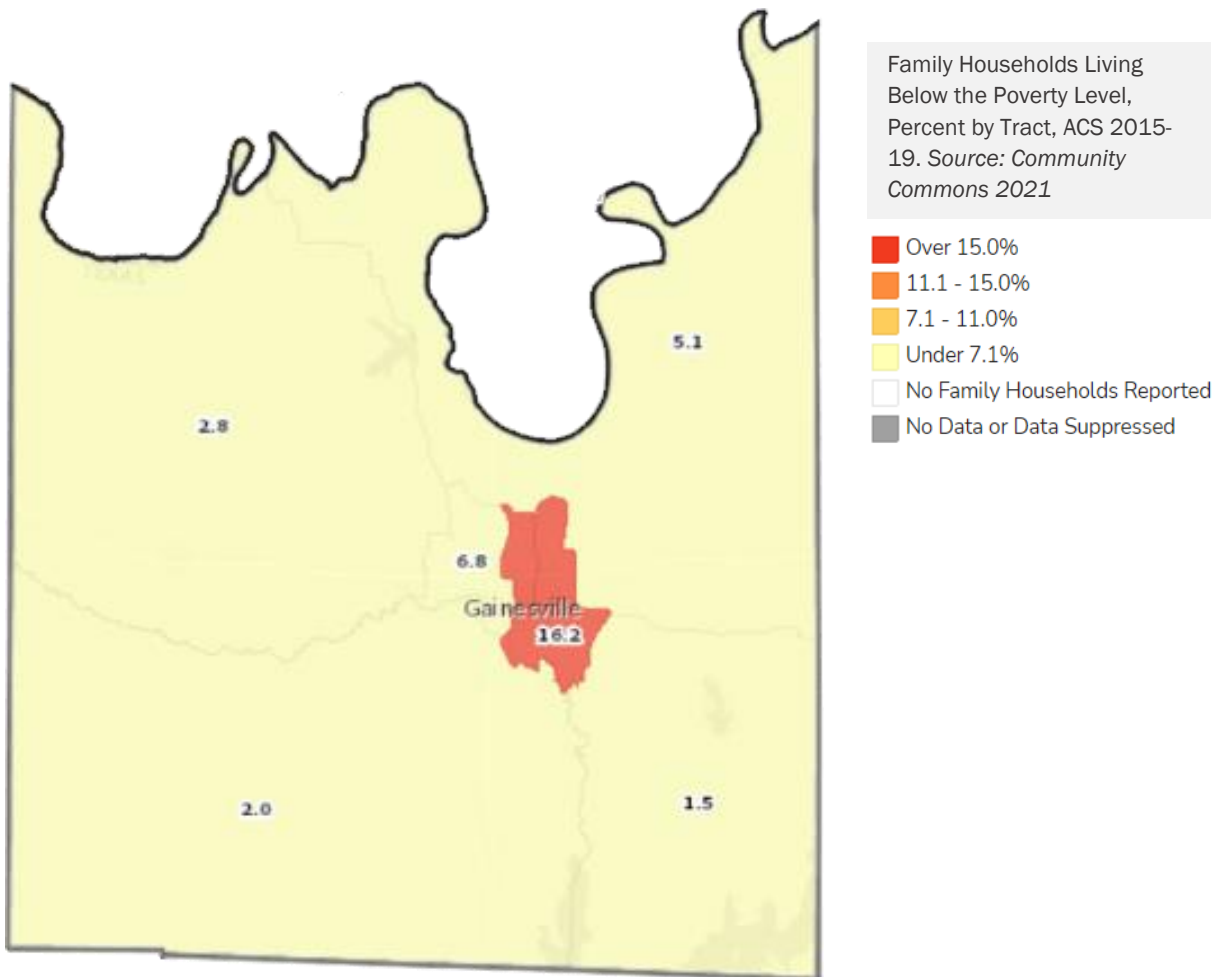 Family Households Living
Below the Poverty Level,
Percent by Tract, ACS 2015-
19. Source: Community
Commons 2021
Over 15.0%
11.1 - 15.0%
7.1 - 11.0%
Under 7.1%
No Family Households Reported
No Data or Data Suppressed
5.1
2.8
6.8
Gainesville
16.2
2.0
1.5